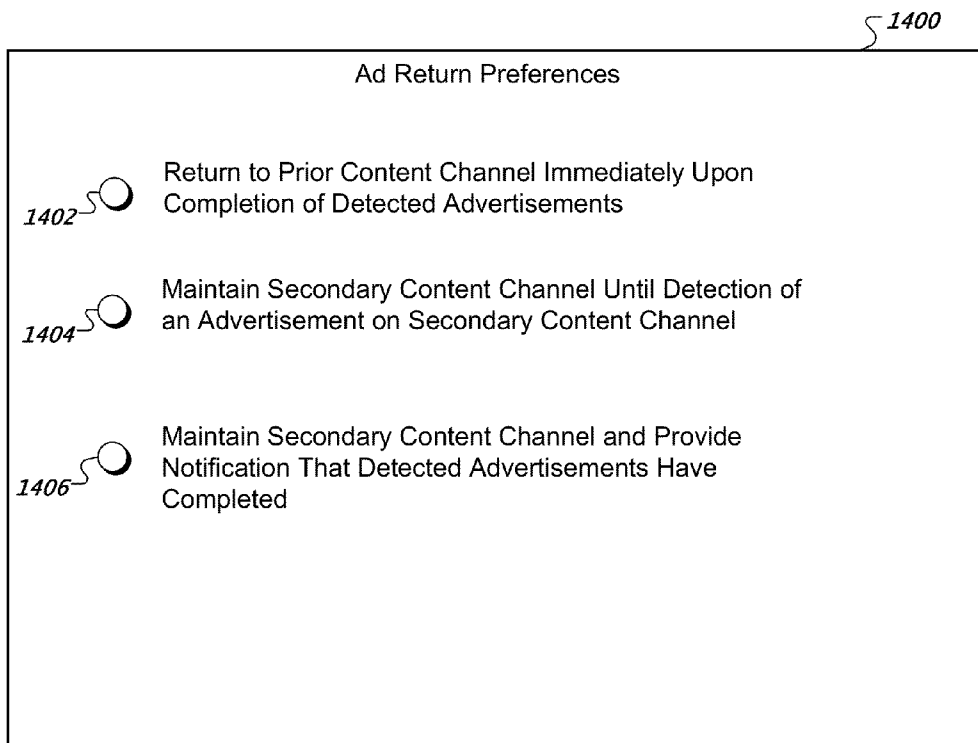 1400
Ad Return Preferences
Return to Prior Content Channel Immediately Upon
Completion of Detected Advertisements
1402
Maintain Secondary Content Channel Until Detection of
an Advertisement on Secondary Content Channel
1404
Maintain Secondary Content Channel and Provide
Notification That Detected Advertisements Have
Completed
1406